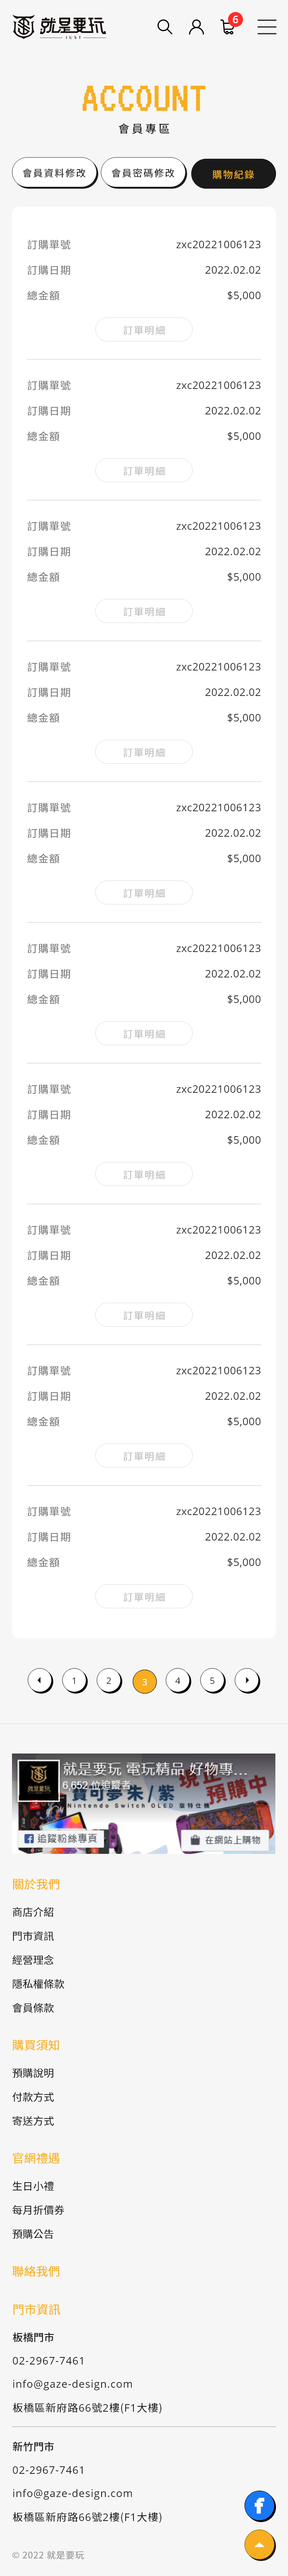 就是要玩
JUST
6
ACCOUNT
會員專區
會員資料修改
會員密碼修改
購物紀錄
訂購單號 zxc20221006123
訂購日期 2022.02.02
總金額 $5,000
訂單明細
訂購單號 zxc20221006123
訂購日期 2022.02.02
總金額 $5,000
訂單明細
訂購單號 zxc20221006123
訂購日期 2022.02.02
總金額 $5,000
訂單明細
訂購單號 zxc20221006123
訂購日期 2022.02.02
總金額 $5,000
訂單明細
訂購單號 zxc20221006123
訂購日期 2022.02.02
總金額 $5,000
訂單明細
訂購單號 zxc20221006123
訂購日期 2022.02.02
總金額 $5,000
訂單明細
訂購單號 zxc20221006123
訂購日期 2022.02.02
總金額 $5,000
訂單明細
訂購單號 zxc20221006123
訂購日期 2022.02.02
總金額 $5,000
訂單明細
訂購單號 zxc20221006123
訂購日期 2022.02.02
總金額 $5,000
訂單明細
訂購單號 zxc20221006123
訂購日期 2022.02.02
總金額 $5,000
訂單明細
1 2 3 4 5
就是要玩 電玩精品 好物專...
6,652 位追蹤者
寶可夢朱/紫
Nintendo Switch OLED
追蹤粉絲專頁
在網站上購物
關於我們
商店介紹
門市資訊
經營理念
隱私權條款
會員條款
購買須知
預購說明
付款方式
寄送方式
官網禮遇
生日小禮
每月折價券
預購公告
聯絡我們
門市資訊
板橋門市
02-2967-7461
info@gaze-design.com
板橋區新府路66號2樓(F1大樓)
新竹門市
02-2967-7461
info@gaze-design.com
板橋區新府路66號2樓(F1大樓)
© 2022 就是要玩